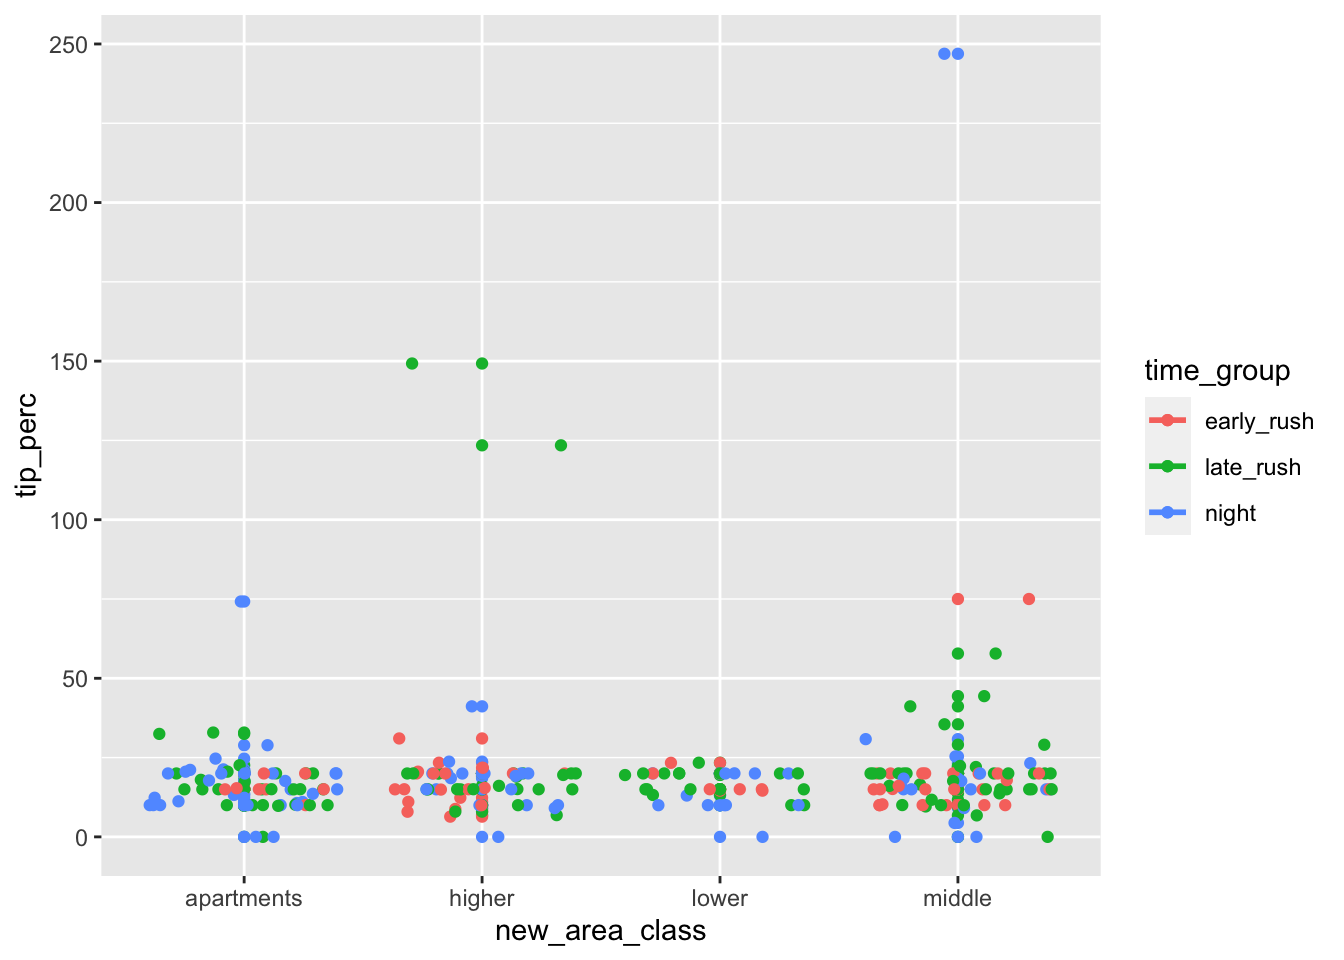 250
200
150
100
50
0
tip_perc
apartments
higher
lower
middle
new_area_class
time_group
early_rush
late_rush
night